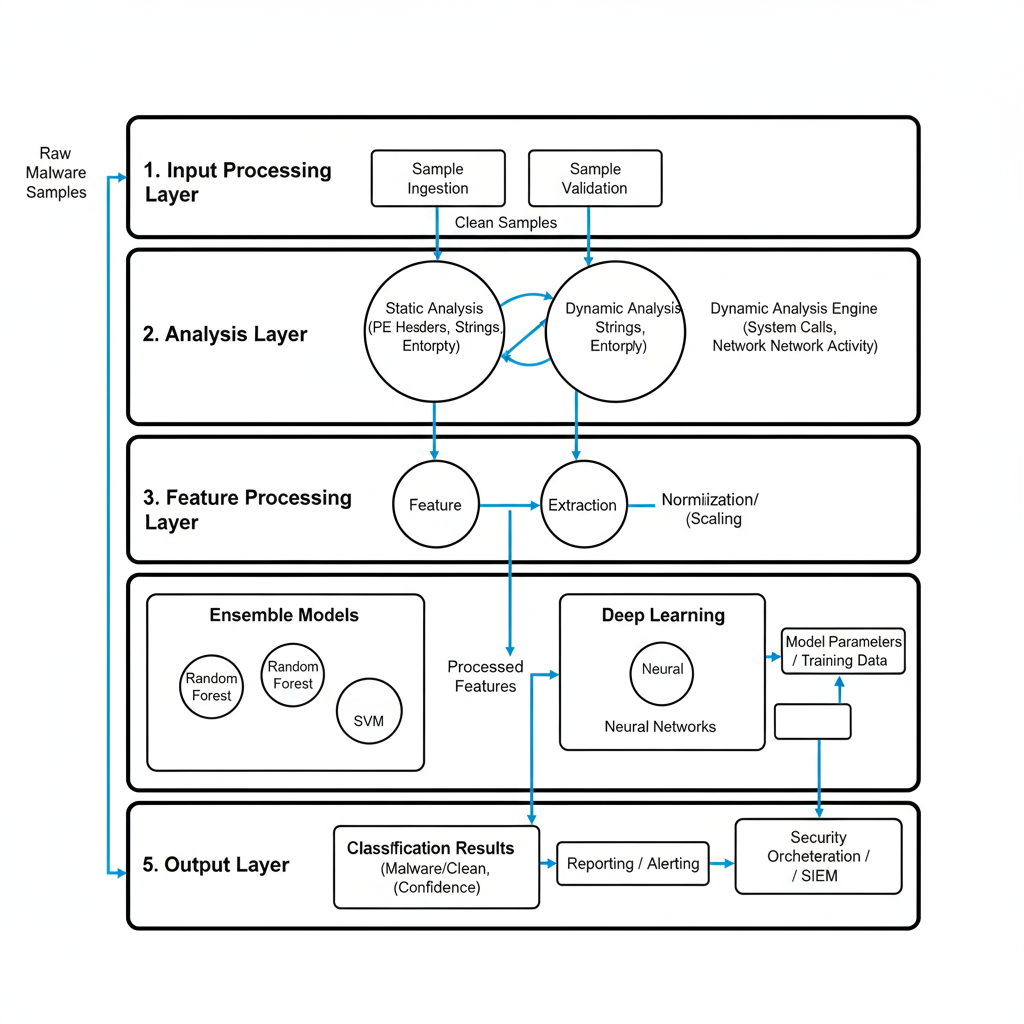 Raw
Malware
Samples
1. Input Processing
Layer
Sample
Ingestion
Sample
Validation
Clean Samples
2. Analysis Layer
Static Analysis
(PE Hesders, Strings,
Entorpty)
Dynamic Analysis
Strings,
Entorply)
Dynamic Analysis Engine
(System Calls,
Network Network Activity)
3. Feature Processing
Layer
Feature
Extraction
Normiization/
(Scaling
Ensemble Models
Random
Forest
Random
Forest
SVM
Processed
Features
Deep Learning
Neural
Neural Networks
Model Parameters
/ Training Data
5. Output Layer
Classification Results
(Malware/Clean,
(Confidence)
Reporting / Alerting
Security
Orcheteration /
/ SIEM